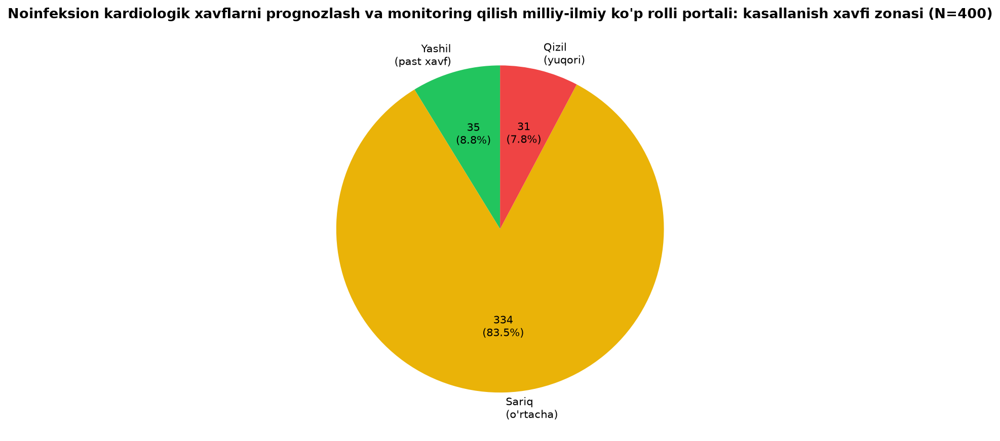 Noinfeksion kardiologik xavflarni prognozlash va monitoring qilish milliy-ilmiy ko'p rolli portali: kasallanish xavfi zonasi (N=400)
Yashil
(past xavf)
Qizil
(yuqori)
35
(8.8%)
31
(7.8%)
334
(83.5%)
Sariq
(o'rtacha)